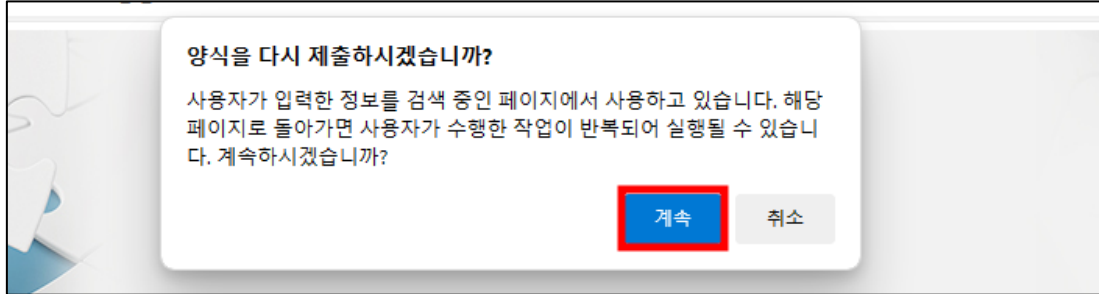 양식을 다시 제출하시겠습니까?
사용자가 입력한 정보를 검색 중인 페이지에서 사용하고 있습니다. 해당
페이지로 돌아가면 사용자가 수행한 작업이 반복되어 실행될 수 있습니
다. 계속하시겠습니까?
계속 취소